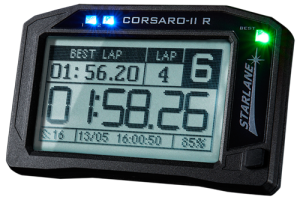 CORSARO-II R
BEST
BEST LAP LAP 6
01:56.20 4
01:58.26
S:16 13/05 16:00:50 85%
STARLANE